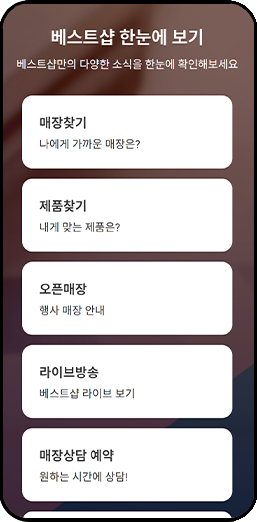 베스트샵 한눈에 보기
베스트샵만의 다양한 소식을 한눈에 확인해보세요
매장찾기
나에게 가까운 매장은?
제품찾기
내게 맞는 제품은?
오픈매장
행사 매장 안내
라이브방송
베스트샵 라이브 보기
매장상담 예약
원하는 시간에 상담!